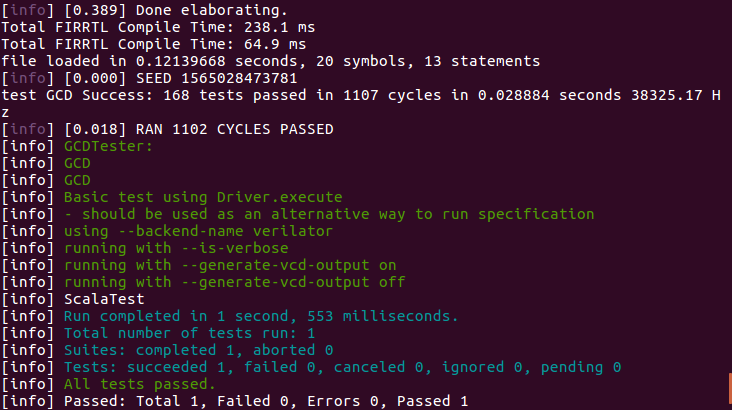 [info] [0.389] Done elaborating.
Total FIRRTL Compile Time: 238.1 ms
Total FIRRTL Compile Time: 64.9 ms
file loaded in 0.12139668 seconds, 20 symbols, 13 statements
[info] [0.000] SEED 1565028473781
test GCD Success: 168 tests passed in 1107 cycles in 0.028884 seconds 38325.17 H
z
[info] [0.018] RAN 1102 CYCLES PASSED
[info] GCDTester:
[info] GCD
[info] GCD
[info] Basic test using Driver.execute
[info] - should be used as an alternative way to run specification
[info] using --backend-name verilator
[info] running with --is-verbose
[info] running with --generate-vcd-output on
[info] running with --generate-vcd-output off
[info] ScalaTest
[info] Run completed in 1 second, 553 milliseconds.
[info] Total number of tests run: 1
[info] Suites: completed 1, aborted 0
[info] Tests: succeeded 1, failed 0, canceled 0, ignored 0, pending 0
[info] All tests passed.
[info] Passed: Total 1, Failed 0, Errors 0, Passed 1